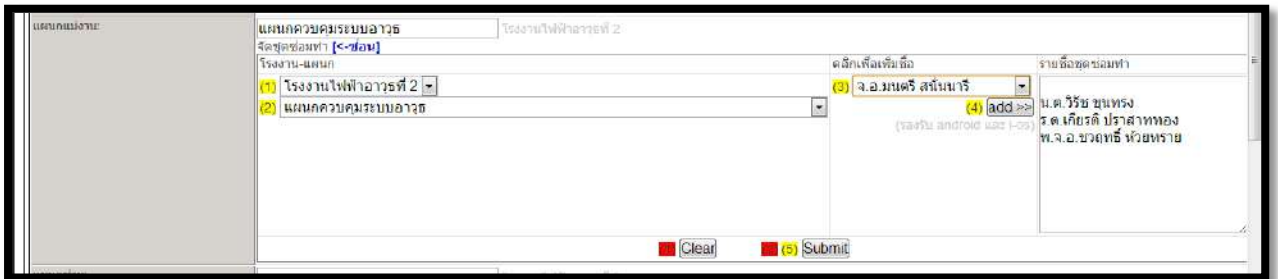 แผนกแม่งาน:
แผนกควบคุมระบบอาวุธ โรงงานไฟฟ้าอาวุธที่ 2
จัดชุดซ่อมทำ [<-ซ่อน]
โรงงาน-แผนก คลิกเพื่อเพิ่มชื่อ รายชื่อชุดซ่อมทำ
(1) โรงงานไฟฟ้าอาวุธที่ 2 (3) จ.อ.มนตรี สนั่นนารี
(2) แผนกควบคุมระบบอาวุธ (4) add >> น.ต.วิรัช ขุนทรง
(รองรับ android และ i-os) ร.ต.เกียรติ ปราสาททอง
พ.จ.อ.ชวฤทธิ์ ห้วยทราย
Clear (5) Submit